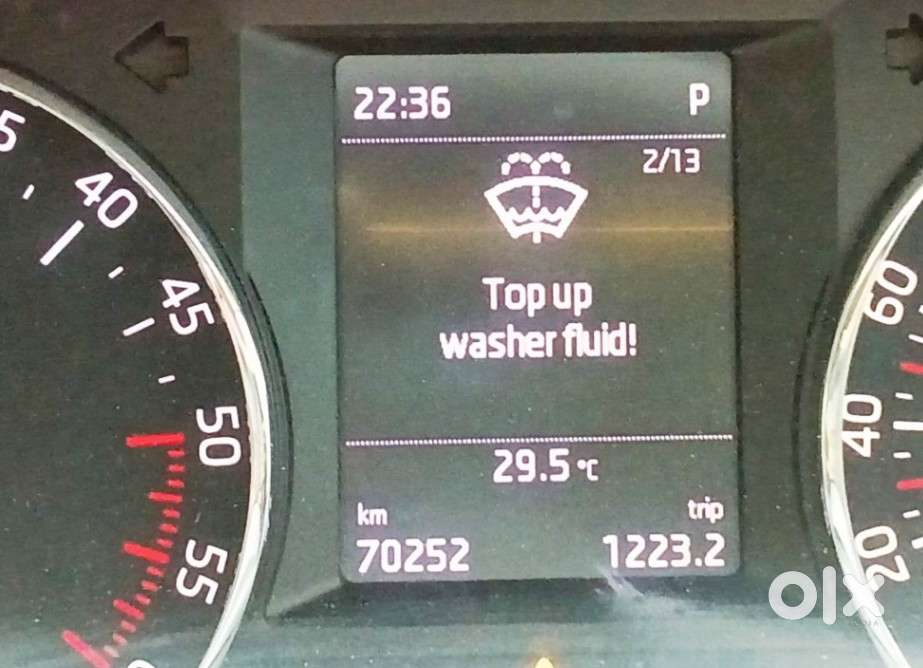 22:36 P
2/13
Top up
washer fluid!
29.5 °C
km trip
70252 1223.2
40
45
50
55
60
40
20
olx